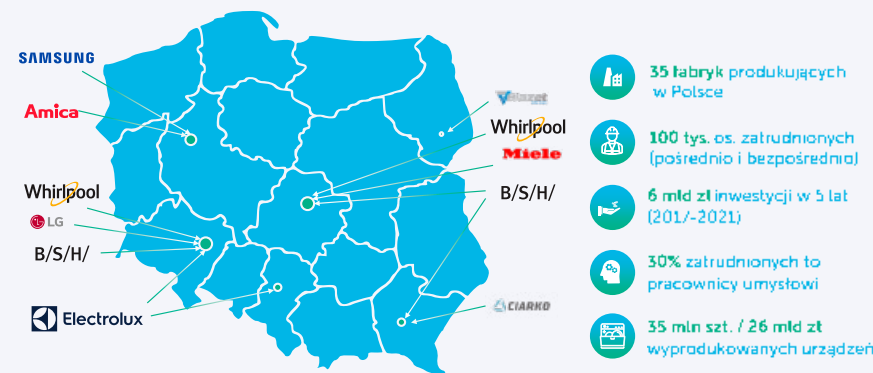 SAMSUNG
Amica
Whirlpool
LG
B/S/H/
Electrolux
Whirlpool
Miele
B/S/H/
CIARKO
35 fabryk produkujących
w Polsce
100 tys. os. zatrudnionych
(pośrednio i bezpośrednio)
6 mld zł inwestycji w 5 lat
(2017-2021)
30% zatrudnionych to
pracownicy umysłowi
35 mln szt. / 26 mld zł
wyprodukowanych urządzeń